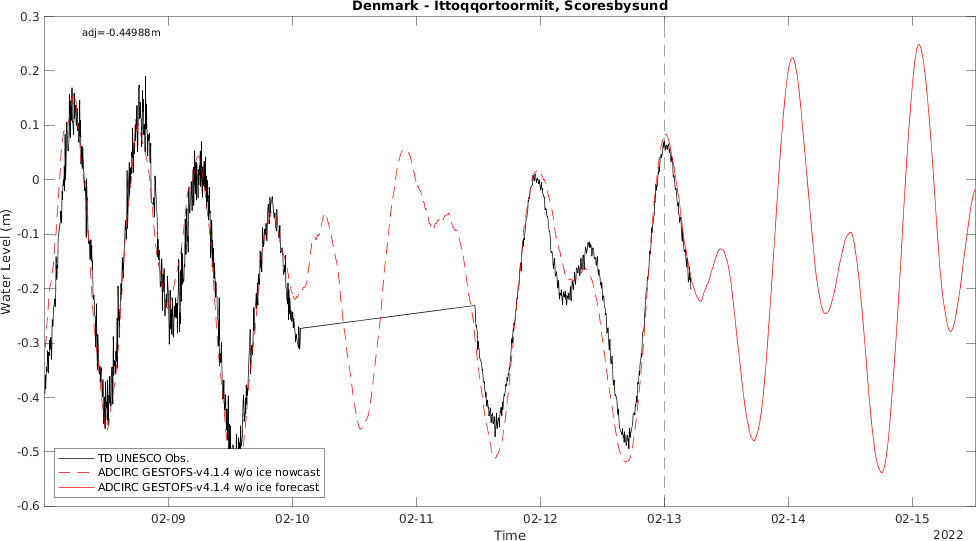 Denmark - Ittoqqortoormiit, Scoresbysund
adj=-0.44988m
0.3
0.2
0.1
0
-0.1
-0.2
-0.3
-0.4
-0.5
-0.6
Water Level (m)
TD UNESCO Obs.
ADCIRC GESTOFS-v4.1.4 w/o ice nowcast
ADCIRC GESTOFS-v4.1.4 w/o ice forecast
02-09 02-10 02-11 02-12 02-13 02-14 02-15
Time
2022